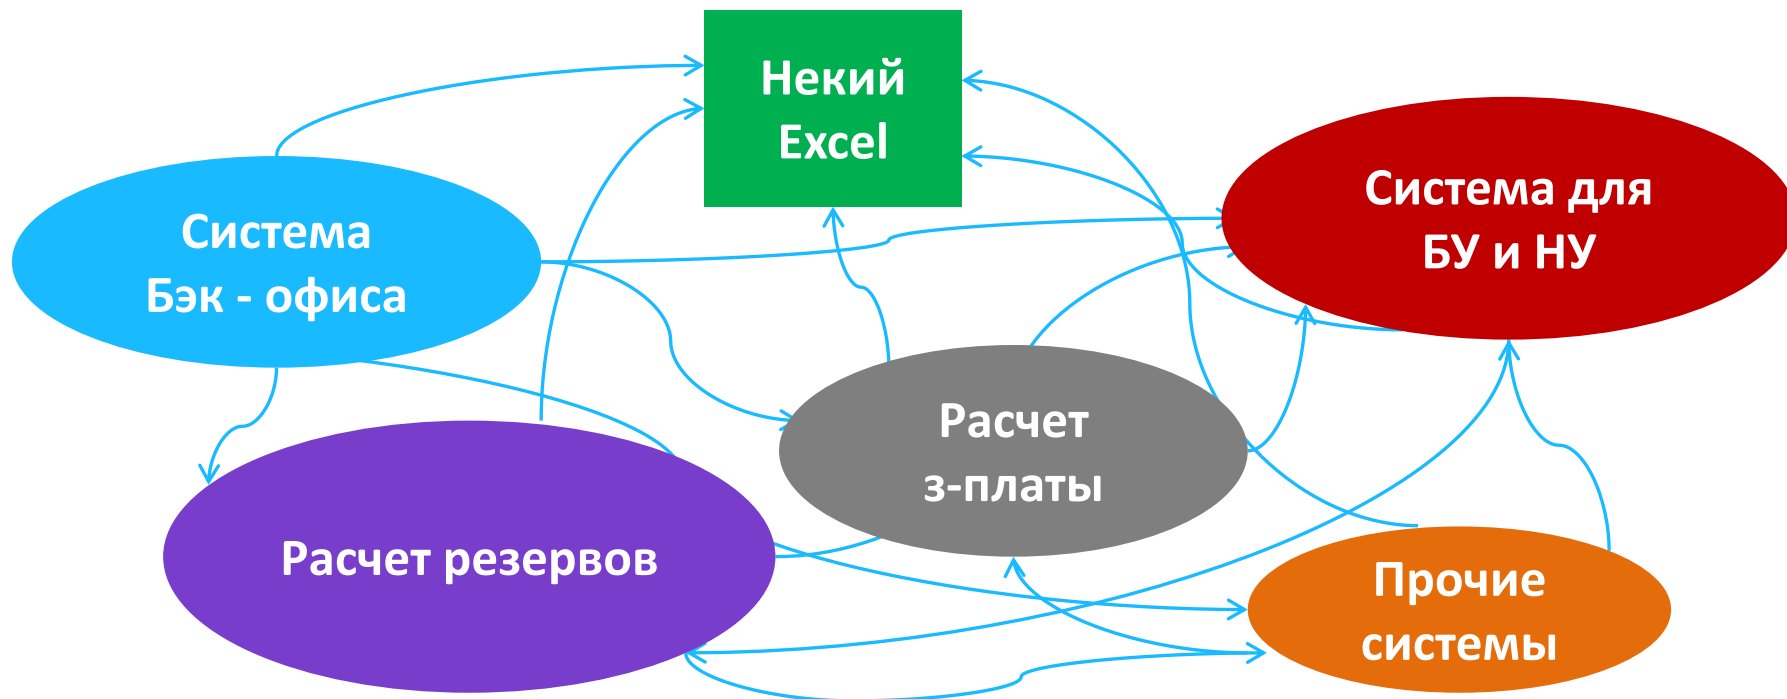 Некий
Excel
Система для
БУ и НУ
Система
Бэк - офиса
Расчет
з-платы
Расчет резервов
Прочие
системы